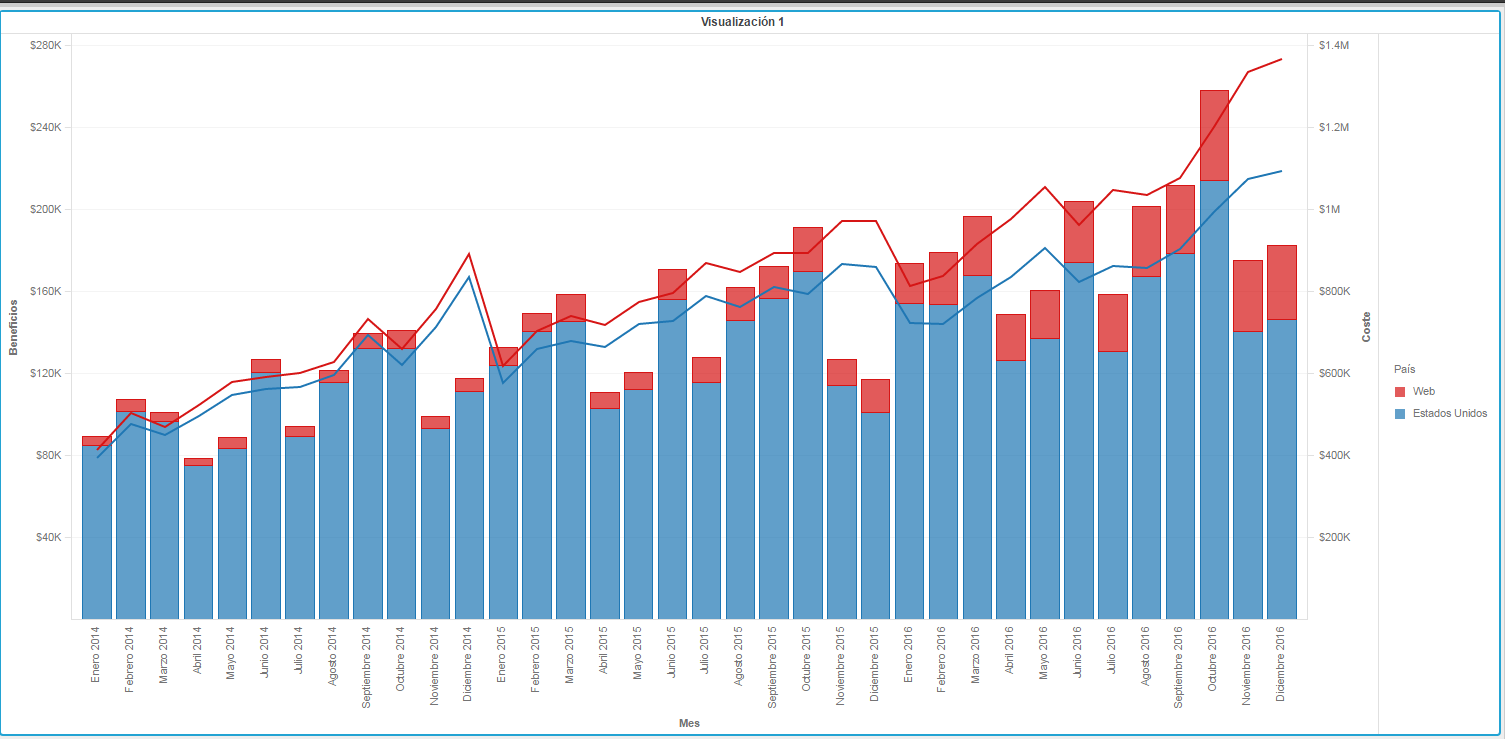 Visualización 1
Beneficios
$280K
$240K
$200K
$160K
$120K
$80K
$40K
$1.4M
$1.2M
$1M
$800K
$600K
$400K
$200K
Coste
País
Web
Estados Unidos
Enero 2014
Febrero 2014
Marzo 2014
Abril 2014
Mayo 2014
Junio 2014
Julio 2014
Agosto 2014
Septiembre 2014
Octubre 2014
Noviembre 2014
Diciembre 2014
Enero 2015
Febrero 2015
Marzo 2015
Abril 2015
Mayo 2015
Junio 2015
Julio 2015
Agosto 2015
Septiembre 2015
Octubre 2015
Noviembre 2015
Diciembre 2015
Enero 2016
Febrero 2016
Marzo 2016
Abril 2016
Mayo 2016
Junio 2016
Julio 2016
Agosto 2016
Septiembre 2016
Octubre 2016
Noviembre 2016
Diciembre 2016
Mes